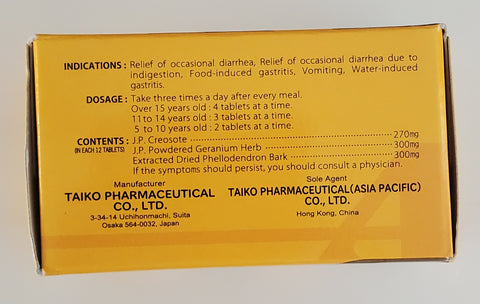 INDICATIONS : Relief of occasional diarrhea, Relief of occasional diarrhea due to
indigestion, Food-induced gastritis, Vomiting, Water-induced
gastritis.
DOSAGE : Take three times a day after every meal.
Over 15 years old : 4 tablets at a time.
11 to 14 years old : 3 tablets at a time.
5 to 10 years old : 2 tablets at a time.
CONTENTS : J.P. Creosote 270mg
(IN EACH 12 TABLETS) J.P. Powdered Geranium Herb 300mg
Extracted Dried Phellodendron Bark 300mg
If the symptoms should persist, you should consult a physician.
Manufacturer
TAIKO PHARMACEUTICAL
CO., LTD.
3-34-14 Uchihonmachi, Suita
Osaka 564-0032, Japan
Sole Agent
TAIKO PHARMACEUTICAL(ASIA PACIFIC)
CO., LTD.
Hong Kong, China